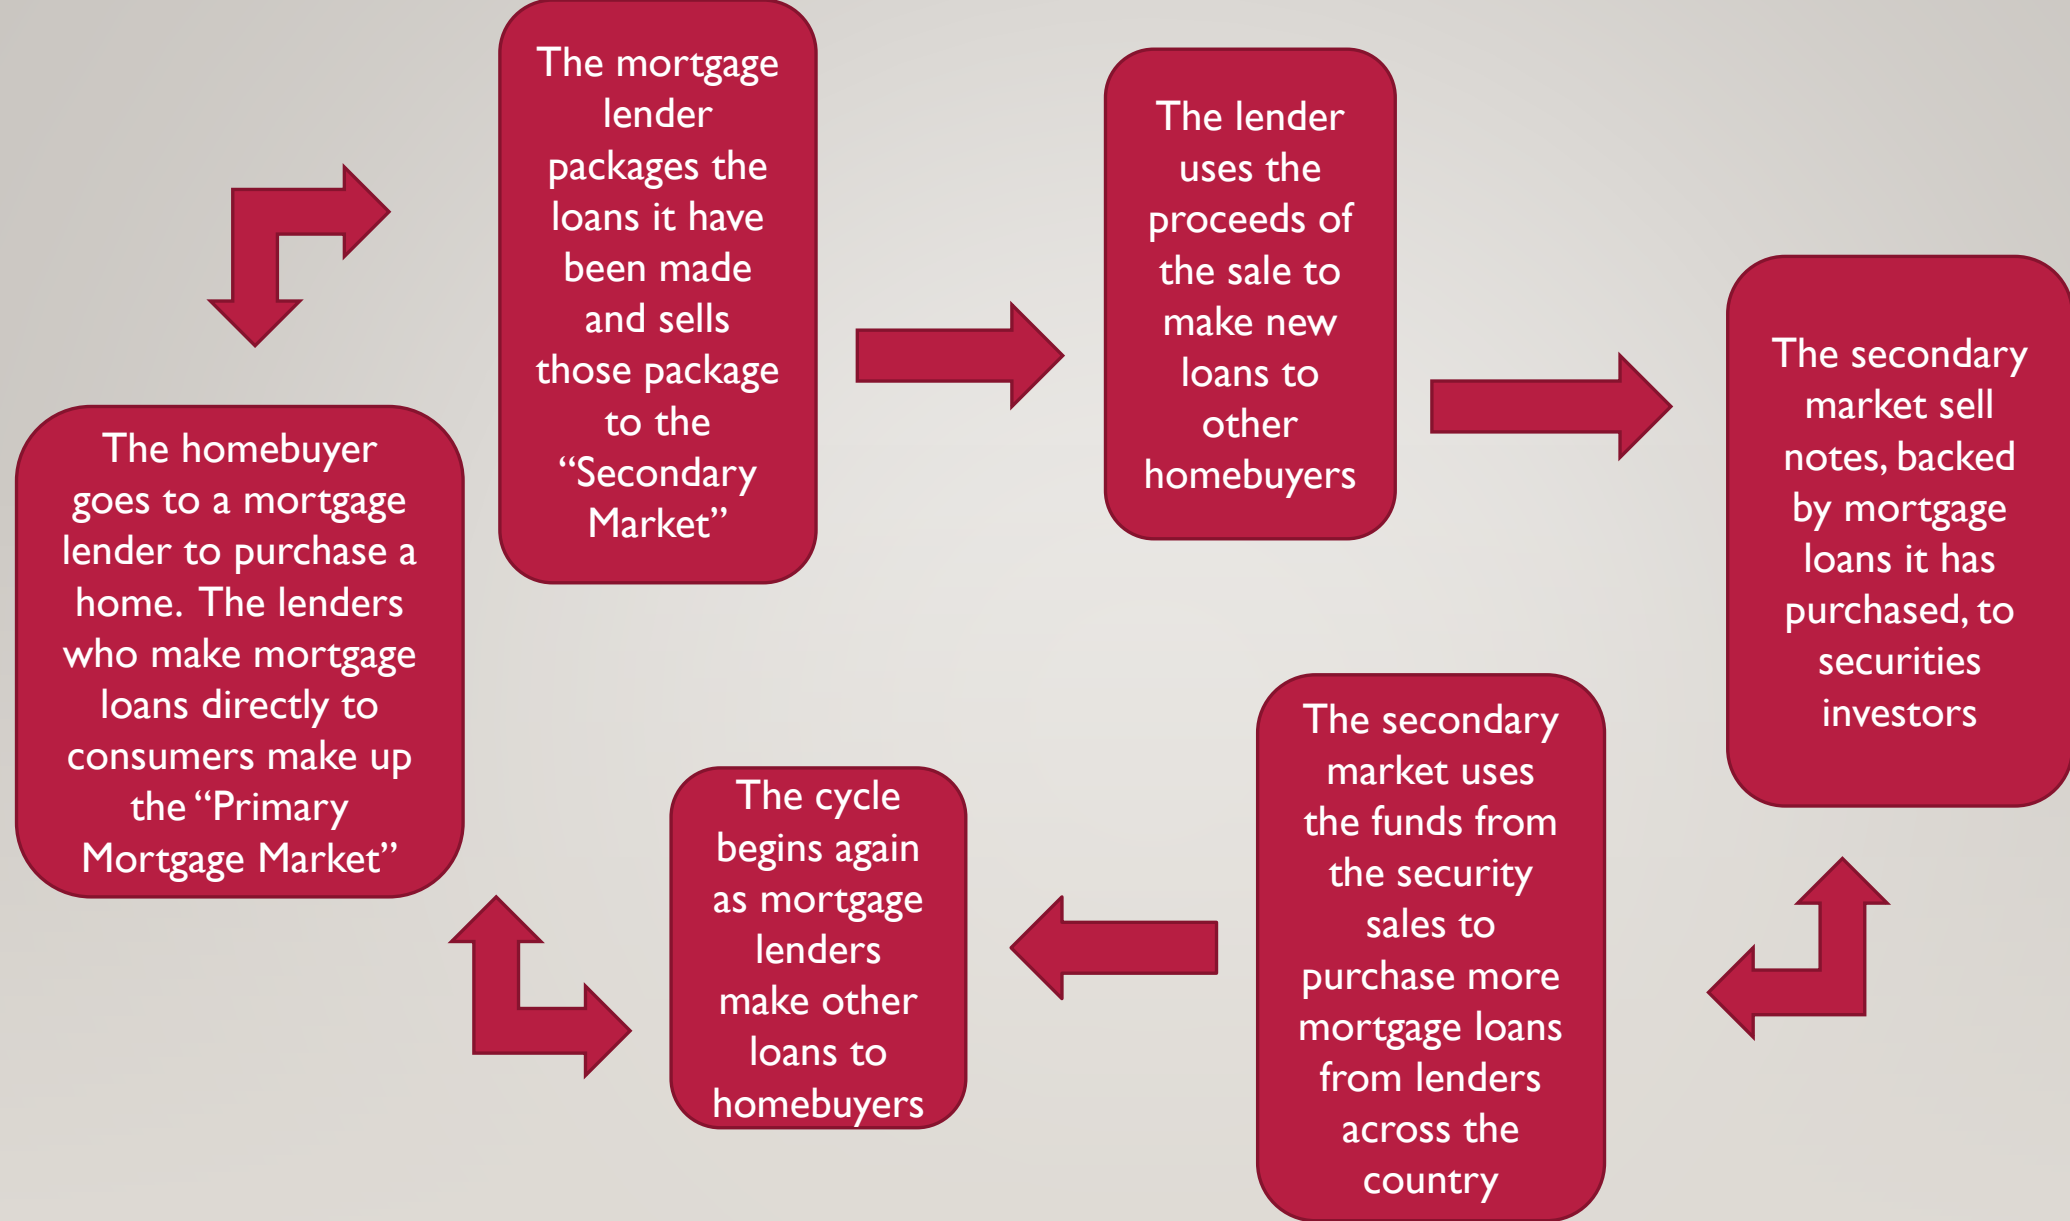 The homebuyer
goes to a mortgage
lender to purchase a
home. The lenders
who make mortgage
loans directly to
consumers make up
the “Primary
Mortgage Market”
The mortgage
lender
packages the
loans it have
been made
and sells
those package
to the
“Secondary
Market”
The lender
uses the
proceeds of
the sale to
make new
loans to
other
homebuyers
The secondary
market sell
notes, backed
by mortgage
loans it has
purchased, to
securities
investors
The secondary
market uses
the funds from
the security
sales to
purchase more
mortgage loans
from lenders
across the
country
The cycle
begins again
as mortgage
lenders
make other
loans to
homebuyers